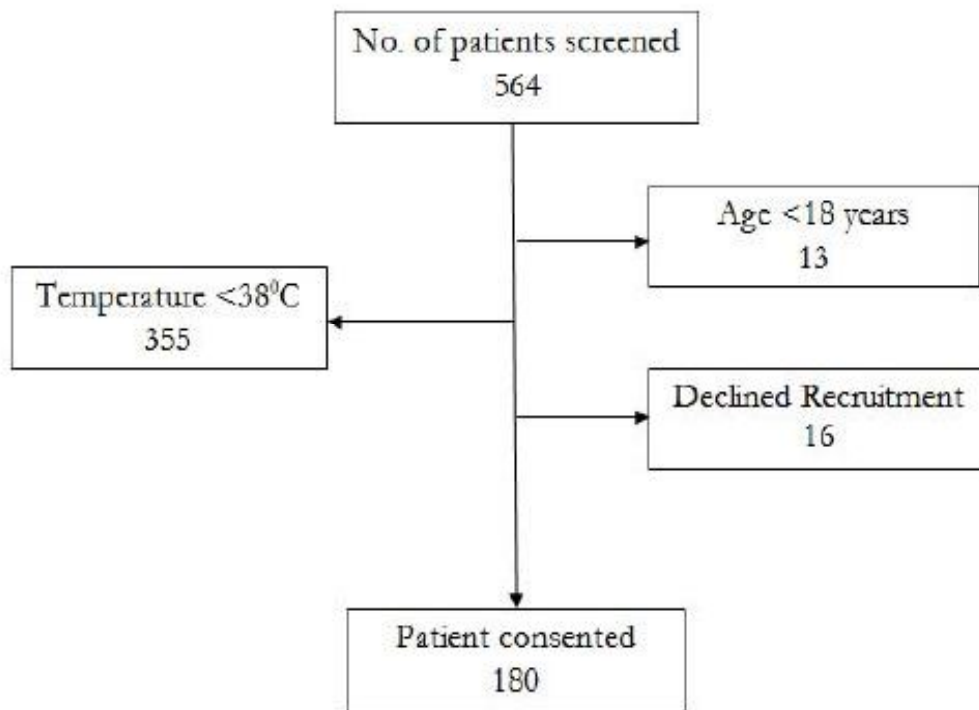 No. of patients screened
564
Age <18 years
13
Temperature <38⁰C
355
Declined Recruitment
16
Patient consented
180